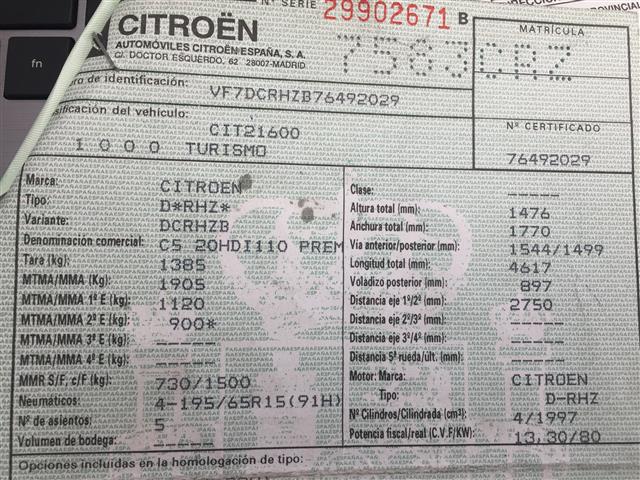 fn
Nº SERIE 29902671 B
CITROËN
AUTOMÓVILES CITROËN ESPAÑA, S. A.
C/. DOCTOR ESQUERDO, 62 28007-MADRID
MATRÍCULA
7563CRZ
ro de identificación:
VF7DCRHZB76492029
sificación del vehículo:
CIT21600
1000 TURISMO
Nº CERTIFICADO
76492029
Marca: CITROEN
Tipo: D*RHZ*
Variante: DCRHZB
Denominación comercial: C5 20HDI110 PREM
Tara (kg): 1385
MTMA/MMA (Kg): 1905
MTMA/MMA 1º E (kg): 1120
MTMA/MMA 2º E (kg): 900*
MTMA/MMA 3º E (kg): -----
MTMA/MMA 4º E (kg): -----
MMR S/F, c/F (kg): 730/1500
Neumáticos: 4-195/65R15(91H)
Nº de asientos: 5
Volumen de bodega: -----
Clase: -----
Altura total (mm): 1476
Anchura total (mm): 1770
Vía anterior/posterior (mm): 1544/1499
Longitud total (mm): 4617
Voladizo posterior (mm): 897
Distancia eje 1º/2º (mm): 2750
Distancia eje 2º/3º (mm): -----
Distancia eje 3º/4º (mm): -----
Distancia 5ª rueda/últ. (mm): -----
Motor: Marca: CITROEN
Tipo: D-RHZ
Nº Cilindros/Cilindrada (cm³): 4/1997
Potencia fiscal/real (C.V.F/KW): 13,30/80
Opciones incluidas en la homologación de tipo: